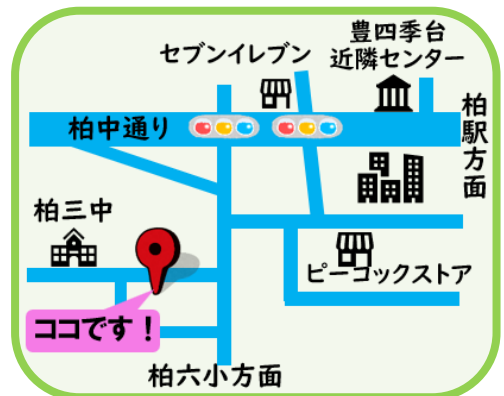 豊四季台
近隣センター
セブンイレブン
柏中通り
柏駅方面
柏三中
ピーコックストア
ココです！
柏六小方面